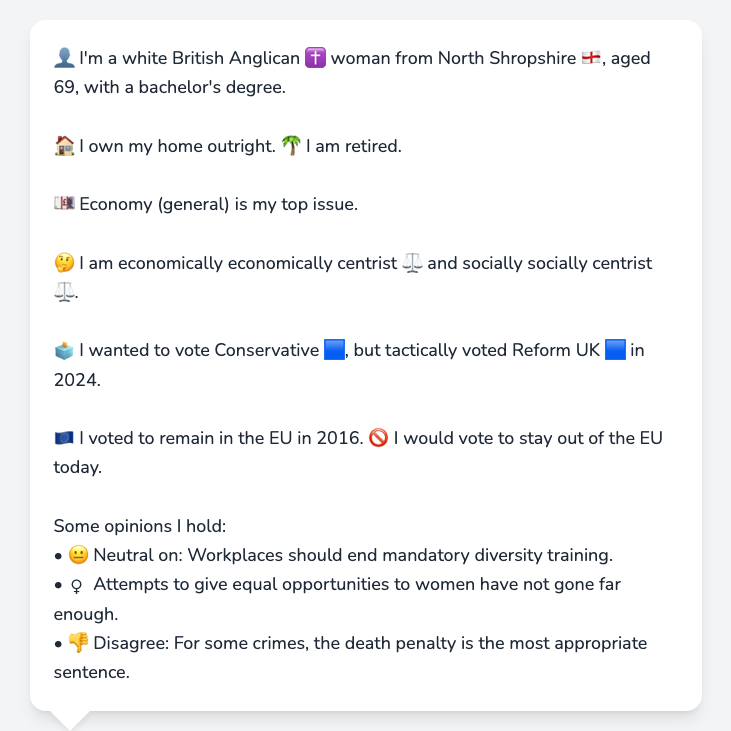 👤 I'm a white British Anglican ✝️ woman from North Shropshire 🏴󠁧󠁢󠁥󠁮󠁧󠁿, aged
69, with a bachelor's degree.
🏠 I own my home outright. 🌴 I am retired.
💷 Economy (general) is my top issue.
🤔 I am economically economically centrist ⚖️ and socially socially centrist
⚖️.
🗳️ I wanted to vote Conservative 🟦, but tactically voted Reform UK 🟦 in
2024.
🇪🇺 I voted to remain in the EU in 2016. 🚫 I would vote to stay out of the EU
today.
Some opinions I hold:
• 😐 Neutral on: Workplaces should end mandatory diversity training.
• ♀ Attempts to give equal opportunities to women have not gone far
enough.
• 👎 Disagree: For some crimes, the death penalty is the most appropriate
sentence.